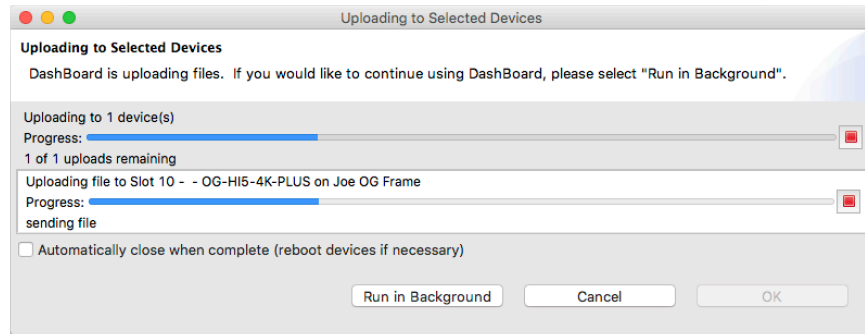 Uploading to Selected Devices
Uploading to Selected Devices
DashBoard is uploading files. If you would like to continue using DashBoard, please select "Run in Background".
Uploading to 1 device(s)
Progress:
1 of 1 uploads remaining
Uploading file to Slot 10 - - OG-HI5-4K-PLUS on Joe OG Frame
Progress:
sending file
Automatically close when complete (reboot devices if necessary)
Run in Background Cancel OK